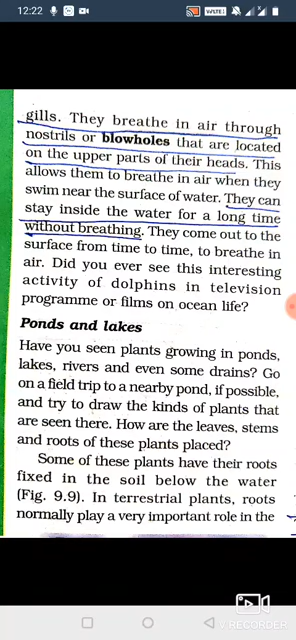 12:22
VoLTE
gills. They breathe in air through
nostrils or blowholes that are located
on the upper parts of their heads. This
allows them to breathe in air when they
swim near the surface of water. They can
stay inside the water for a long time
without breathing. They come out to the
surface from time to time, to breathe in
air. Did you ever see this interesting
activity of dolphins in television
programme or films on ocean life?
Ponds and lakes
Have you seen plants growing in ponds,
lakes, rivers and even some drains? Go
on a field trip to a nearby pond, if possible,
and try to draw the kinds of plants that
are seen there. How are the leaves, stems
and roots of these plants placed?
Some of these plants have their roots
fixed in the soil below the water
(Fig. 9.9). In terrestrial plants, roots
normally play a very important role in the
V RECORDER